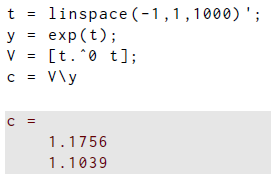 t = linspace(-1,1,1000)';
y = exp(t);
V = [t.^0 t];
c = V\y
c =
1.1756
1.1039